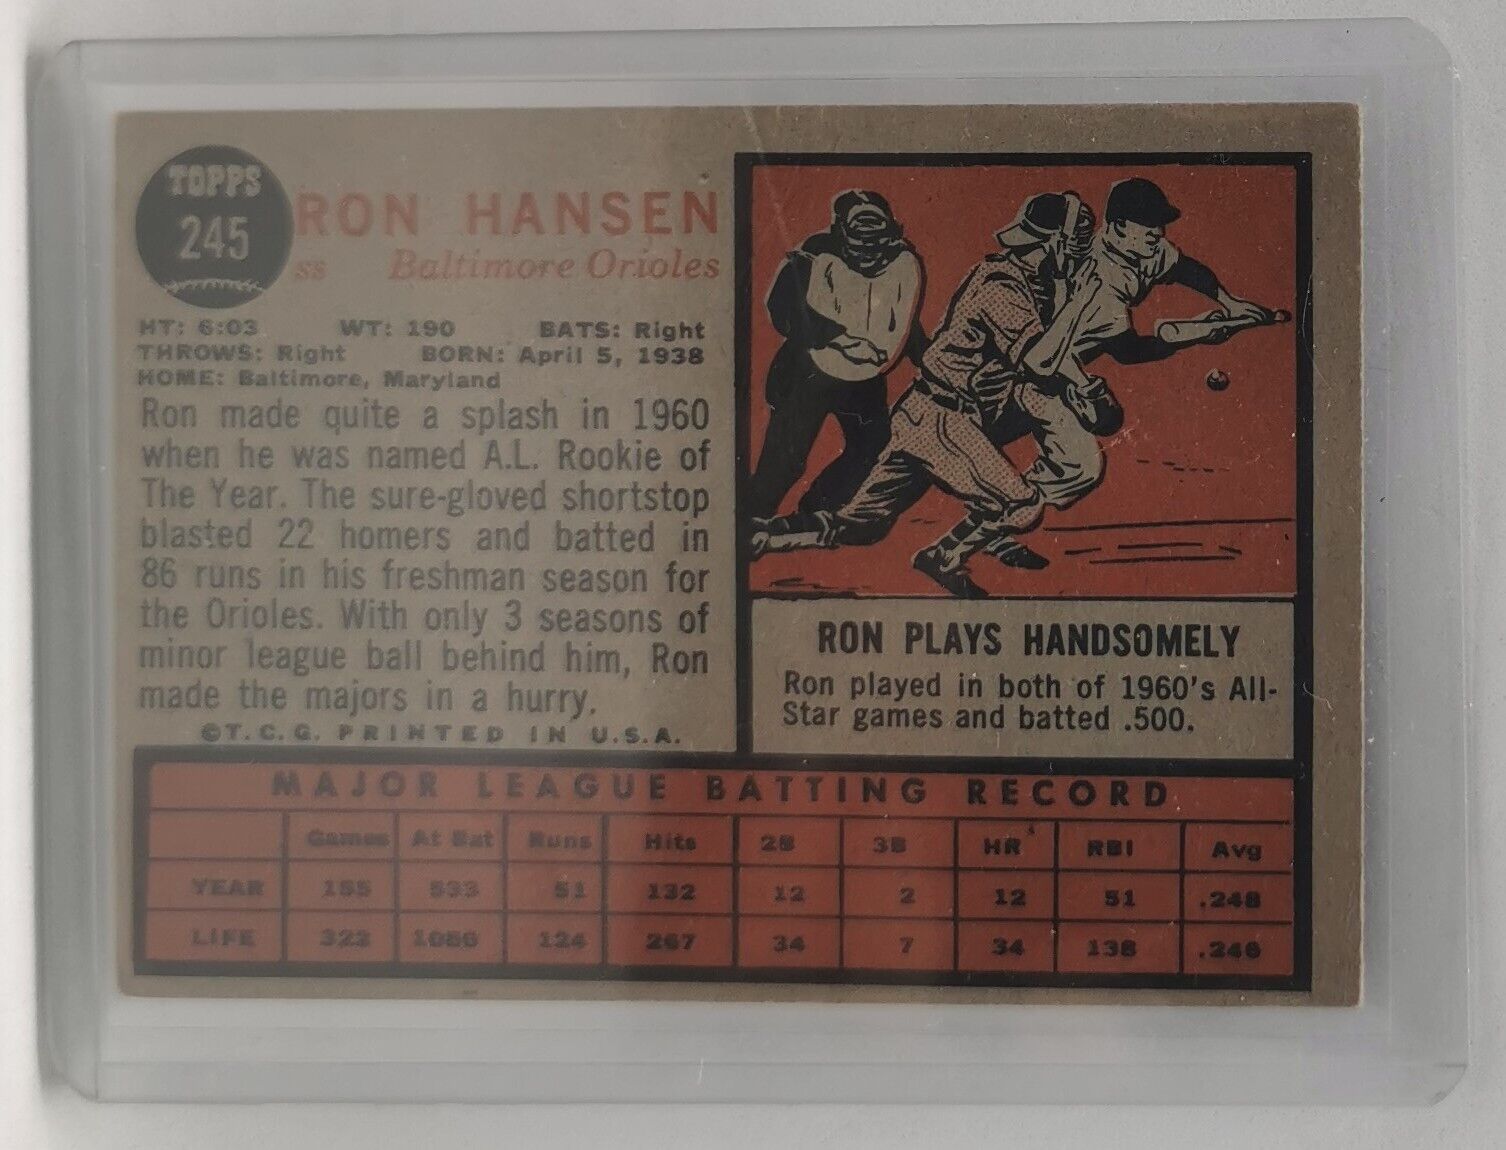 TOPPS
245
RON HANSEN
ss Baltimore Orioles
HT: 6:03 WT: 190 BATS: Right
THROWS: Right BORN: April 5, 1938
HOME: Baltimore, Maryland
Ron made quite a splash in 1960
when he was named A.L. Rookie of
The Year. The sure-gloved shortstop
blasted 22 homers and batted in
86 runs in his freshman season for
the Orioles. With only 3 seasons of
minor league ball behind him, Ron
made the majors in a hurry.
©T.C.G. PRINTED IN U.S.A.
RON PLAYS HANDSOMELY
Ron played in both of 1960's All-
Star games and batted .500.
MAJOR LEAGUE BATTING RECORD
Games At Bat Runs Hits 2B 3B HR RBI Avg
YEAR 155 533 51 132 12 2 12 51 .248
LIFE 323 1086 124 267 34 7 34 138 .246